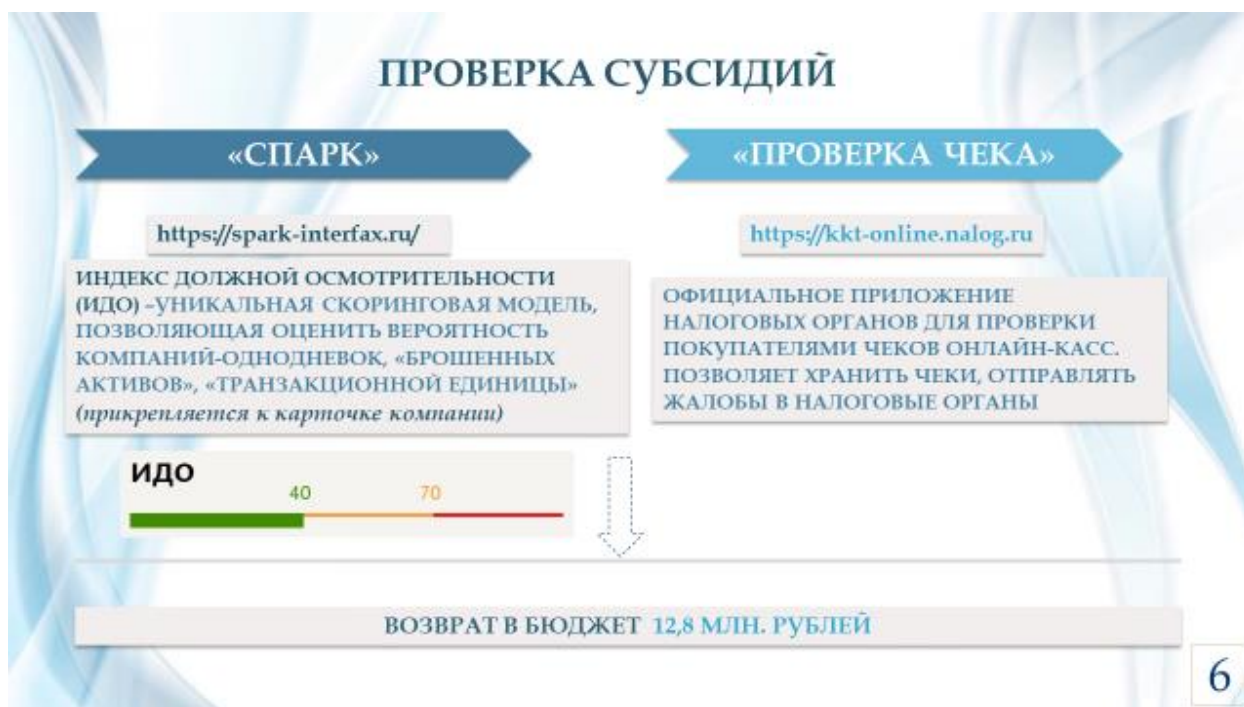 ПРОВЕРКА СУБСИДИЙ
«СПАРК»
https://spark-interfax.ru/
ИНДЕКС ДОЛЖНОЙ ОСМОТРИТЕЛЬНОСТИ
(ИДО) –УНИКАЛЬНАЯ СКОРИНГОВАЯ МОДЕЛЬ,
ПОЗВОЛЯЮЩАЯ ОЦЕНИТЬ ВЕРОЯТНОСТЬ
КОМПАНИЙ-ОДНОДНЕВОК, «БРОШЕННЫХ
АКТИВОВ», «ТРАНЗАКЦИОННОЙ ЕДИНИЦЫ»
(прикрепляется к карточке компании)
ИДО
40 70
«ПРОВЕРКА ЧЕКА»
https://kkt-online.nalog.ru
ОФИЦИАЛЬНОЕ ПРИЛОЖЕНИЕ
НАЛОГОВЫХ ОРГАНОВ ДЛЯ ПРОВЕРКИ
ПОКУПАТЕЛЯМИ ЧЕКОВ ОНЛАЙН-КАСС.
ПОЗВОЛЯЕТ ХРАНИТЬ ЧЕКИ, ОТПРАВЛЯТЬ
ЖАЛОБЫ В НАЛОГОВЫЕ ОРГАНЫ
ВОЗВРАТ В БЮДЖЕТ 12,8 МЛН. РУБЛЕЙ
6